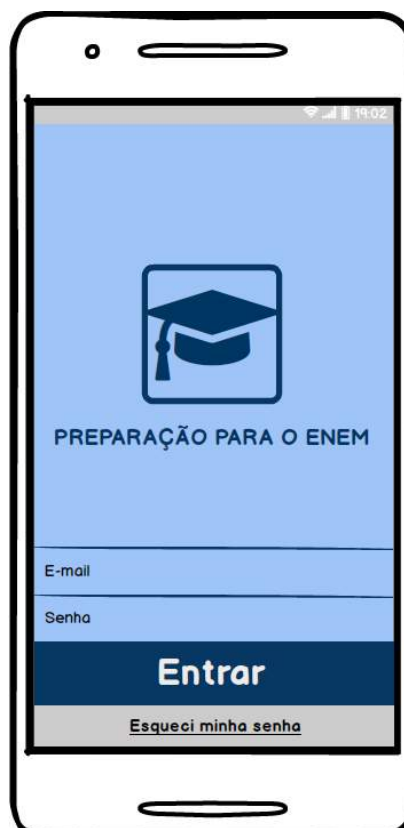 19:02
PREPARAÇÃO PARA O ENEM
E-mail
Senha
Entrar
Esqueci minha senha